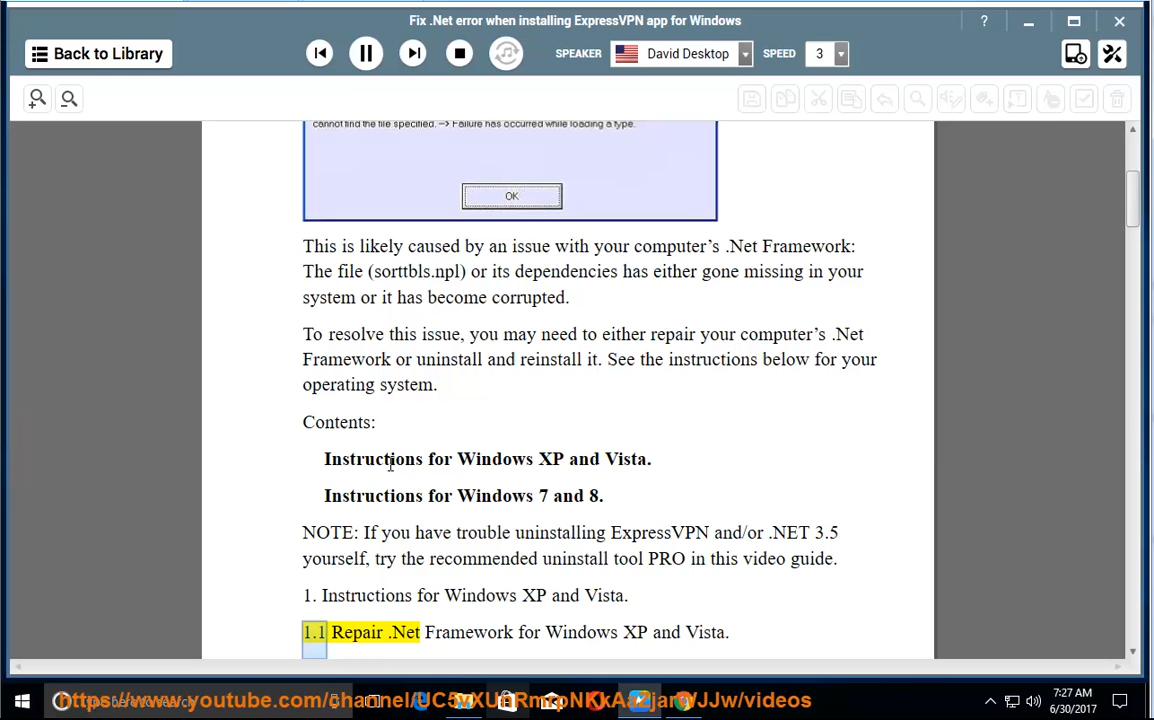 Fix .Net error when installing ExpressVPN app for Windows
Back to Library
SPEAKER David Desktop SPEED 3
cannot find the file specified. --> Failure has occurred while loading a type.
OK
This is likely caused by an issue with your computer’s .Net Framework:
The file (sorttbls.npl) or its dependencies has either gone missing in your
system or it has become corrupted.
To resolve this issue, you may need to either repair your computer’s .Net
Framework or uninstall and reinstall it. See the instructions below for your
operating system.
Contents:
Instructions for Windows XP and Vista.
Instructions for Windows 7 and 8.
NOTE: If you have trouble uninstalling ExpressVPN and/or .NET 3.5
yourself, try the recommended uninstall tool PRO in this video guide.
1. Instructions for Windows XP and Vista.
1.1 Repair .Net Framework for Windows XP and Vista.
7:27 AM
6/30/2017